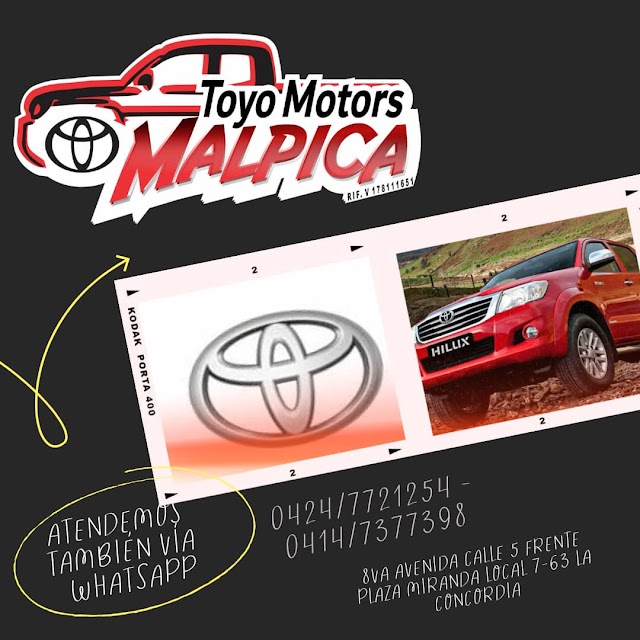 Toyo Motors
MALPICA
RIF. V 178111651
2
2
KODAK PORTA 400
HILUX
2
2
ATENDEMOS
TAMBIÉN VÍA
WHATSAPP
0424/7721254 -
0414/7377398
8VA AVENIDA CALLE 5 FRENTE
PLAZA MIRANDA LOCAL 7-63 LA
CONCORDIA